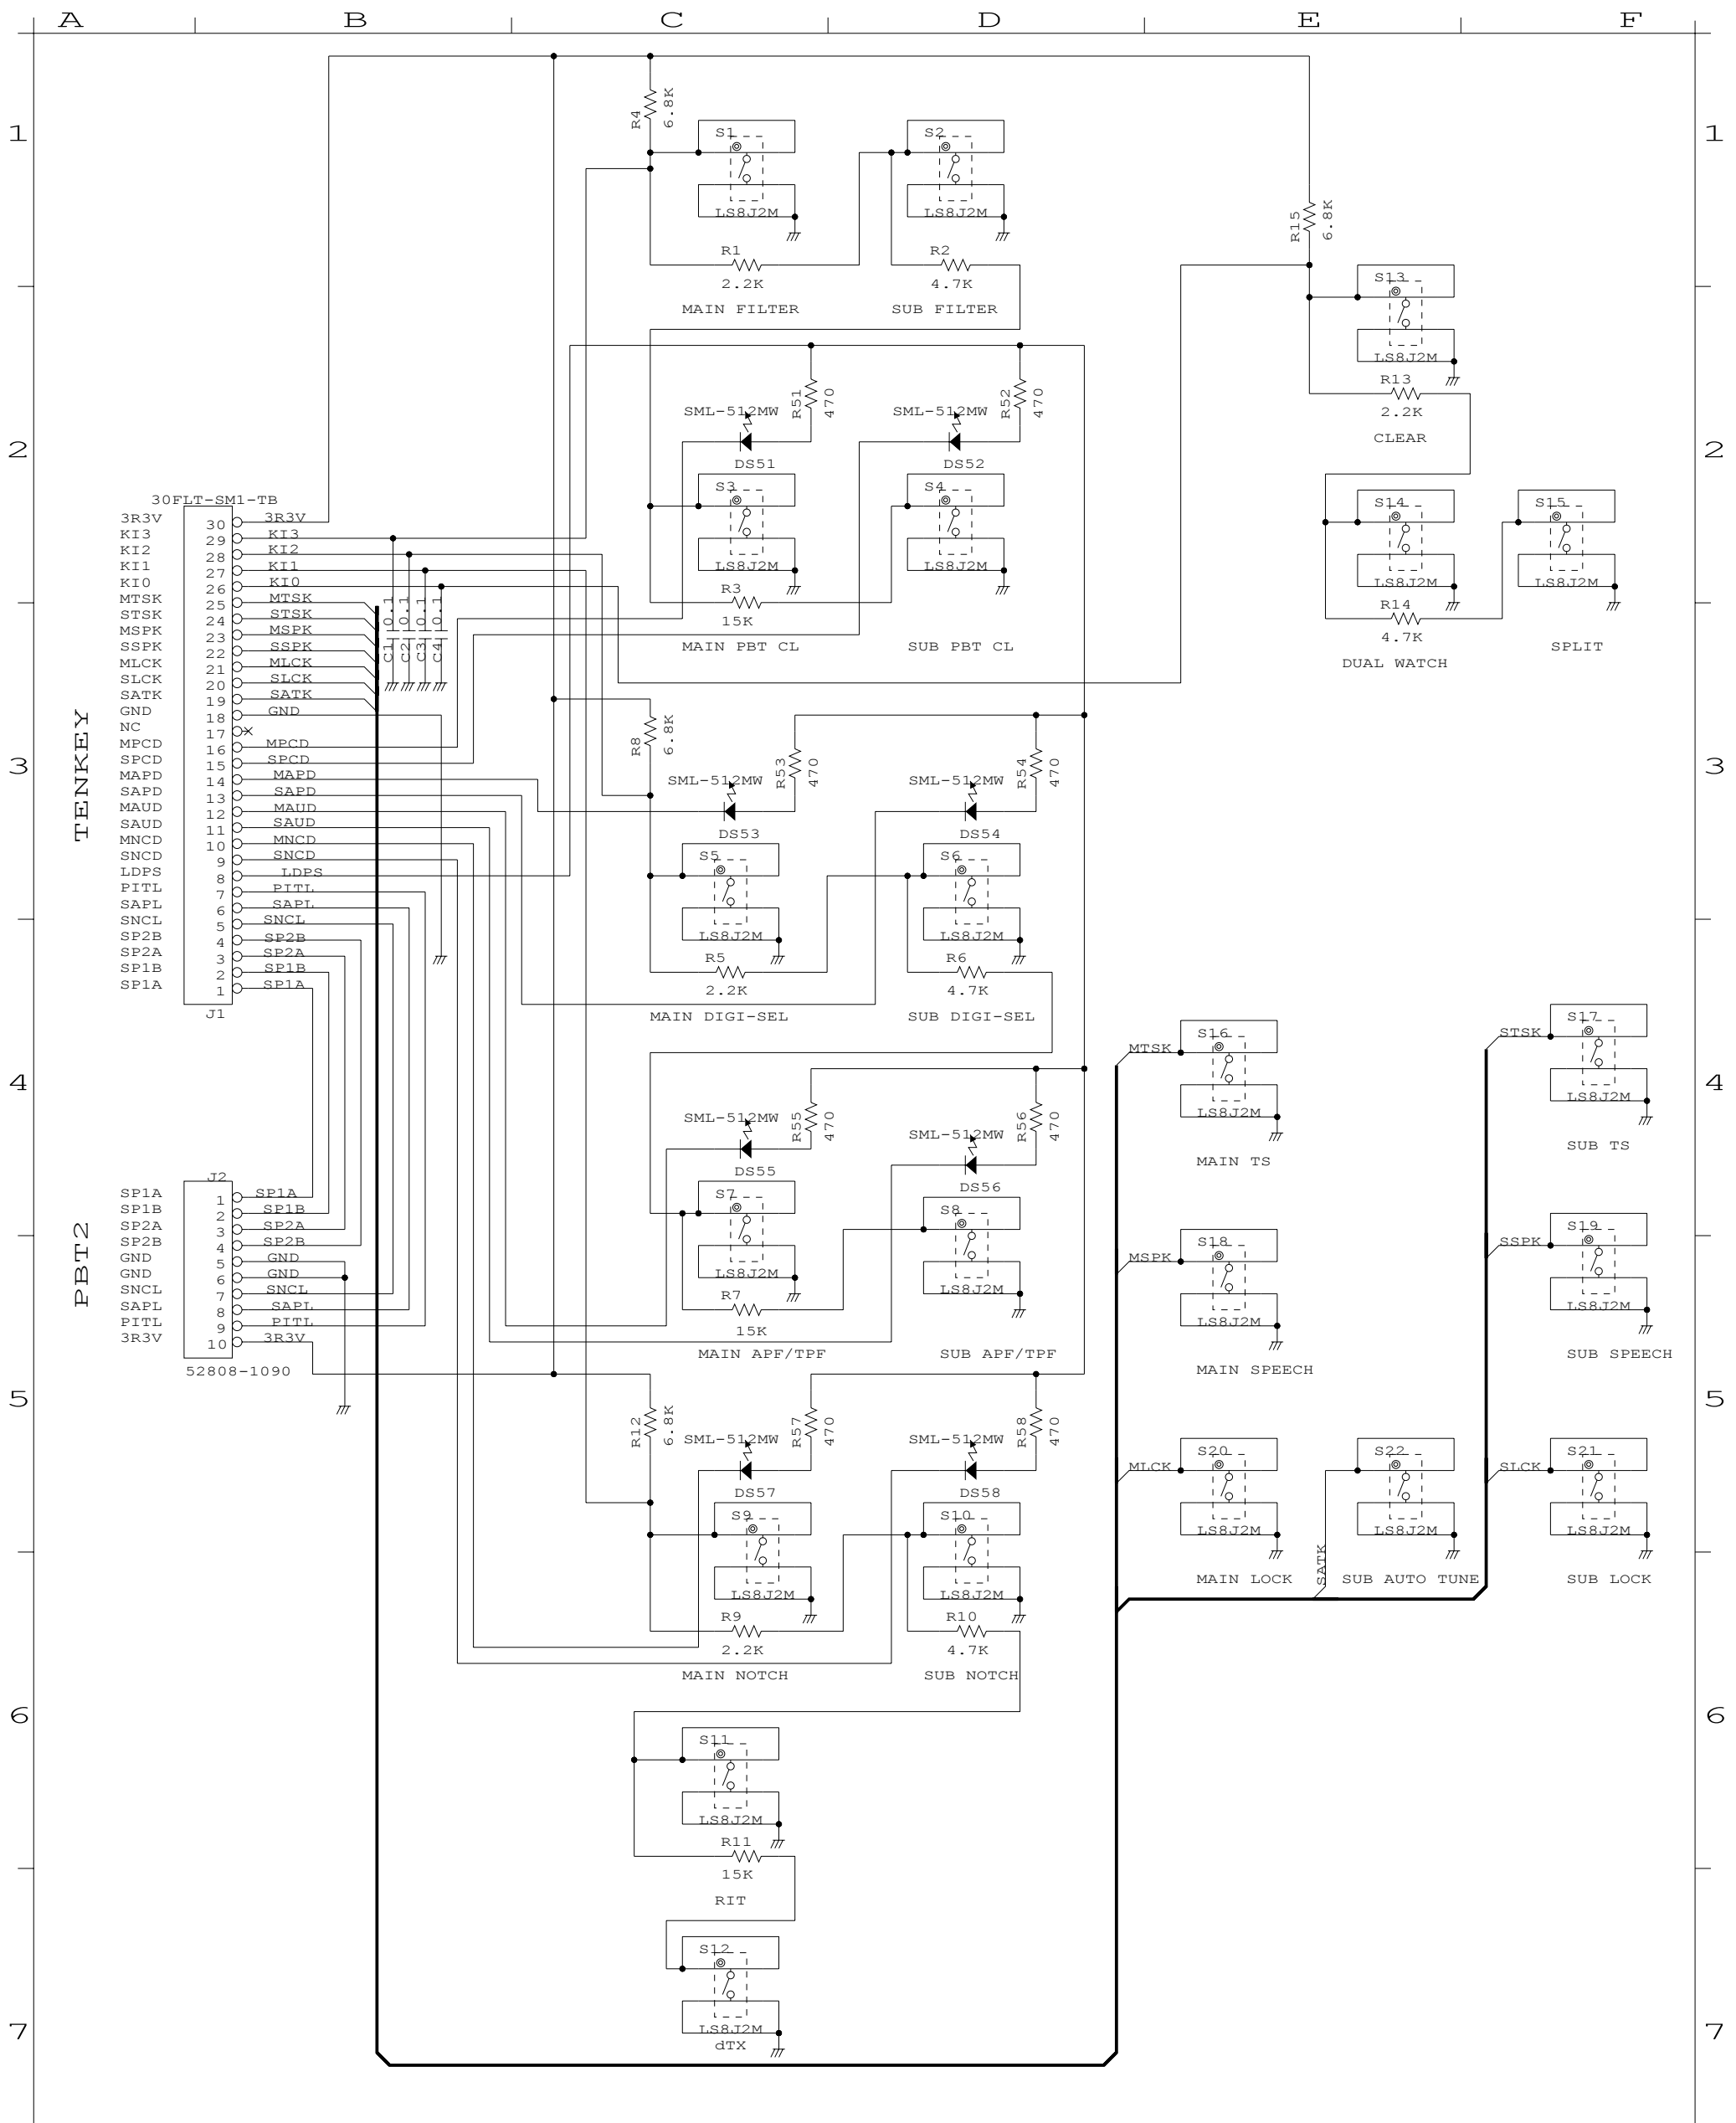 A B C D E F
1 1
R4 6.8K
S1 S2
LS8J2M LS8J2M
R15 6.8K
R1 R2
2.2K 4.7K
S13
MAIN FILTER SUB FILTER
LS8J2M
R13
2.2K
CLEAR
R51 470 R52 470
SML-512MW SML-512MW
DS51 DS52
2 2
S3 S4
LS8J2M LS8J2M
R3
15K
MAIN PBT CL SUB PBT CL
S14 S15
LS8J2M LS8J2M
R14
4.7K
DUAL WATCH SPLIT
30FLT-SM1-TB
TENKEY
3R3V 30 3R3V
KI3 29 KI3
KI2 28 KI2
KI1 27 KI1
KI0 26 KI0
MTSK 25 MTSK
STSK 24 STSK
MSPK 23 MSPK
SSPK 22 SSPK
MLCK 21 MLCK
SLCK 20 SLCK
SATK 19 SATK
GND 18 GND
NC 17
MPCD 16 MPCD
SPCD 15 SPCD
MAPD 14 MAPD
SAPD 13 SAPD
MAUD 12 MAUD
SAUD 11 SAUD
MNCD 10 MNCD
SNCD 9 SNCD
LDPS 8 LDPS
PITL 7 PITL
SAPL 6 SAPL
SNCL 5 SNCL
SP2B 4 SP2B
SP2A 3 SP2A
SP1B 2 SP1B
SP1A 1 SP1A
J1
C1 0.1 C2 0.1 C3 0.1 C4 0.1
3 3
R8 6.8K
R53 470 R54 470
SML-512MW SML-512MW
DS53 DS54
S5 S6
LS8J2M LS8J2M
R5 R6
2.2K 4.7K
MAIN DIGI-SEL SUB DIGI-SEL
MTSK S16 STSK S17
LS8J2M LS8J2M
MAIN TS SUB TS
4 4
R55 470 R56 470
SML-512MW SML-512MW
DS55 DS56
S7 S8
LS8J2M LS8J2M
R7
15K
MAIN APF/TPF SUB APF/TPF
MSPK S18 SSPK S19
LS8J2M LS8J2M
MAIN SPEECH SUB SPEECH
PBT2
J2
SP1A 1 SP1A
SP1B 2 SP1B
SP2A 3 SP2A
SP2B 4 SP2B
GND 5 GND
GND 6 GND
SNCL 7 SNCL
SAPL 8 SAPL
PITL 9 PITL
3R3V 10 3R3V
52808-1090
5 5
R12 6.8K
R57 470 R58 470
SML-512MW SML-512MW
DS57 DS58
S9 S10
LS8J2M LS8J2M
R9 R10
2.2K 4.7K
MAIN NOTCH SUB NOTCH
MLCK S20 S22 SLCK S21
LS8J2M LS8J2M LS8J2M
MAIN LOCK SATK SUB AUTO TUNE SUB LOCK
6 6
S11
LS8J2M
R11
15K
RIT
S12
LS8J2M
dTX
7 7